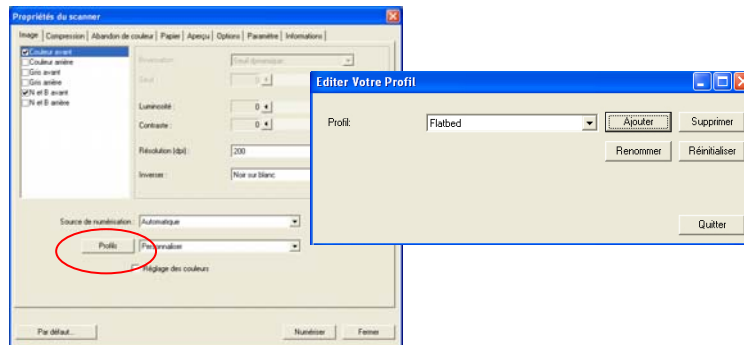 Propriétés du scanner
Image
Compression
Abandon de couleur
Papier
Aperçu
Options
Paramètre
Informations
Couleur avant
Couleur arrière
Gris avant
Gris arrière
N et B avant
N et B arrière
Binarisation :
Seuil dynamique
Seuil :
0
Luminosité :
0
Contraste :
0
Résolution (dpi) :
200
Inverser :
Noir sur blanc
Source de numérisation :
Automatique
Profils
Personnaliser
Réglage des couleurs
Par défaut...
Numériser
Fermer
Editer Votre Profil
Profil:
Flatbed
Ajouter
Supprimer
Renommer
Réinitialiser
Quitter